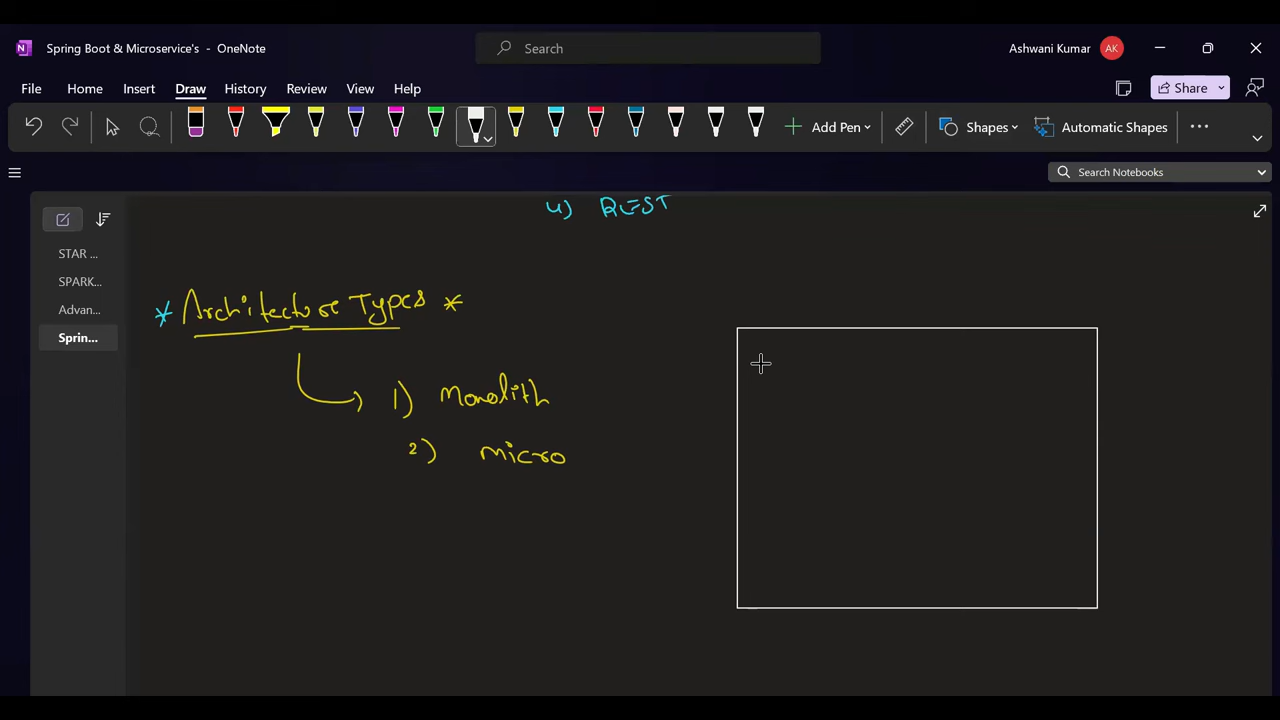 Spring Boot & Microservice's - OneNote
Search
Ashwani Kumar AK
File Home Insert Draw History Review View Help
Share
Add Pen Shapes Automatic Shapes
Search Notebooks
4) REST
STAR ...
SPARK...
Advan...
Sprin...
* Architecture Types *
1) Monolith
2) micro